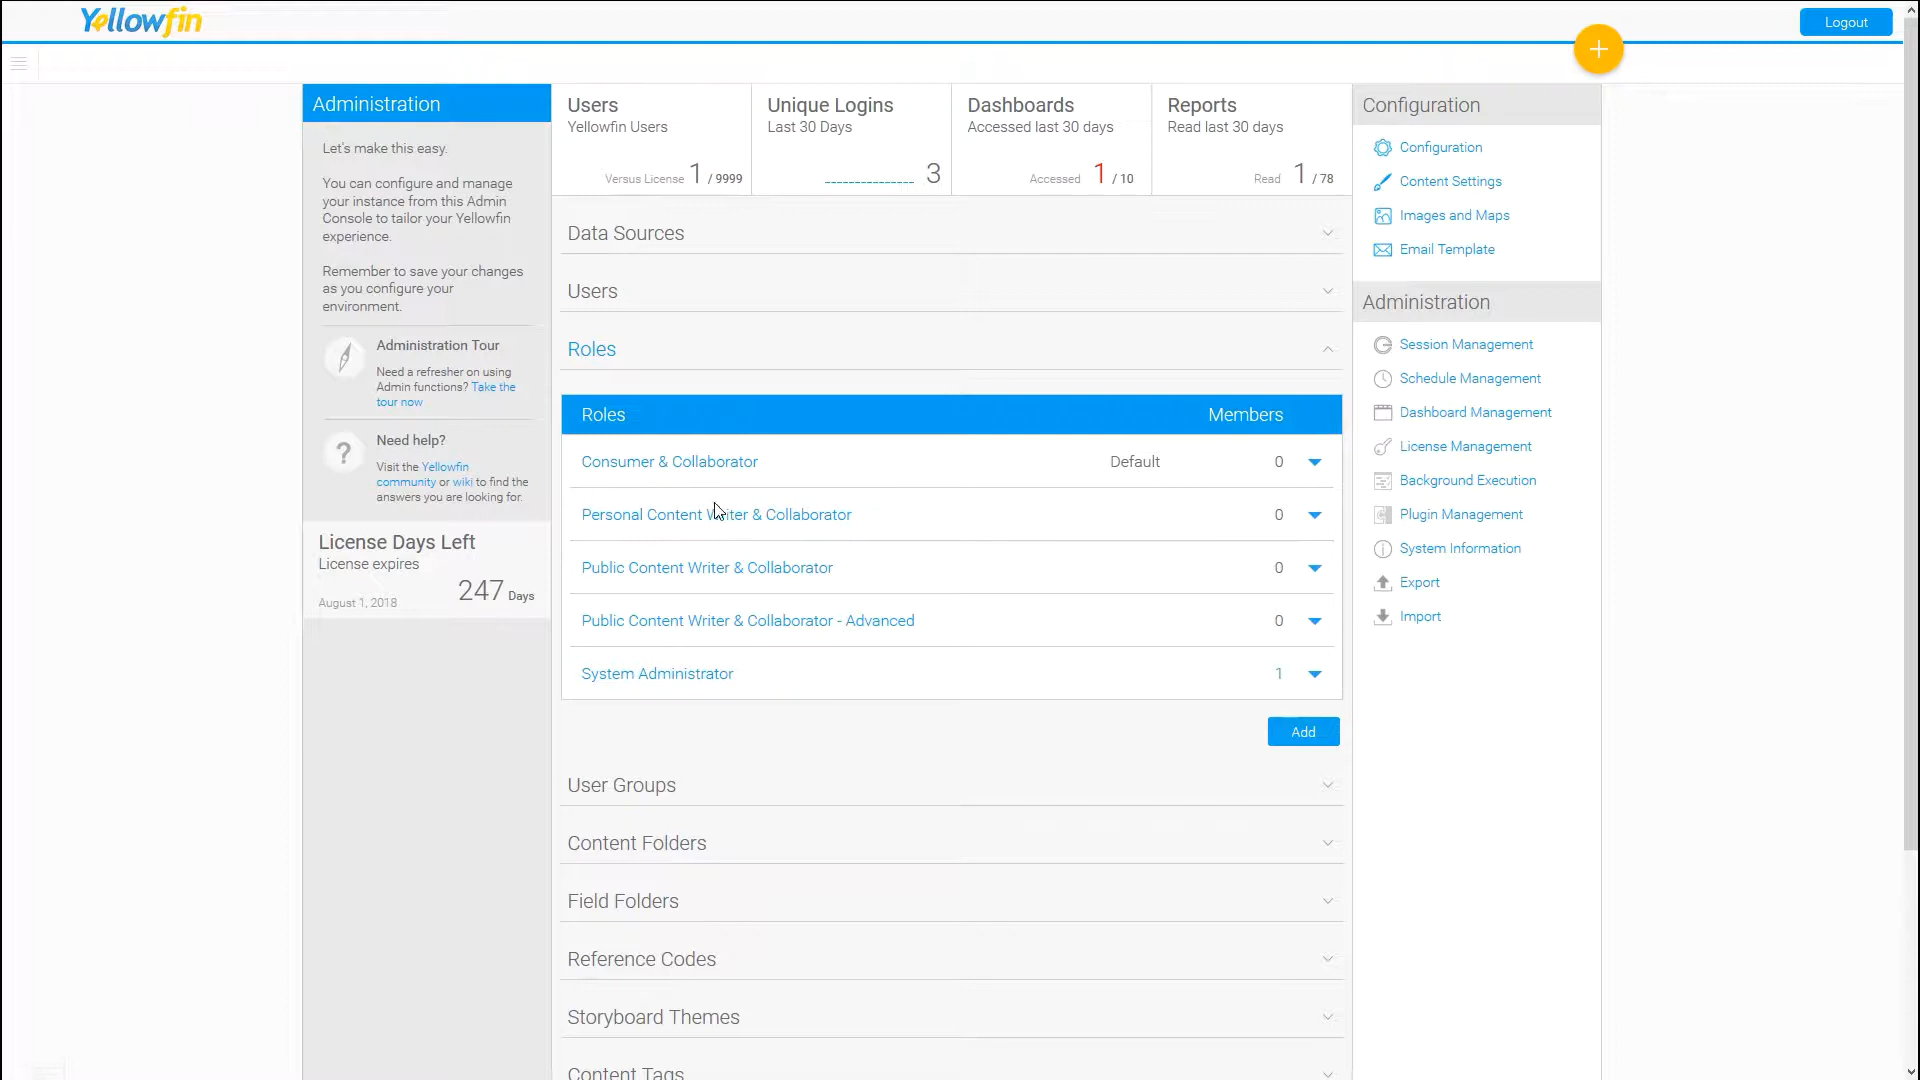 Yellowfin
Logout
Administration
Let's make this easy.
You can configure and manage
your instance from this Admin
Console to tailor your Yellowfin
experience.
Remember to save your changes
as you configure your
environment.
Administration Tour
Need a refresher on using
Admin functions? Take the
tour now
Need help?
Visit the Yellowfin
community or wiki to find the
answers you are looking for.
License Days Left
License expires
August 1, 2018
247 Days
Users
Yellowfin Users
Versus License 1 / 9999
Unique Logins
Last 30 Days
3
Dashboards
Accessed last 30 days
Accessed 1 / 10
Reports
Read last 30 days
Read 1 / 78
Data Sources
Users
Roles
Roles Members
Consumer & Collaborator Default 0
Personal Content Writer & Collaborator 0
Public Content Writer & Collaborator 0
Public Content Writer & Collaborator - Advanced 0
System Administrator 1
Add
User Groups
Content Folders
Field Folders
Reference Codes
Storyboard Themes
Content Tags
Configuration
Configuration
Content Settings
Images and Maps
Email Template
Administration
Session Management
Schedule Management
Dashboard Management
License Management
Background Execution
Plugin Management
System Information
Export
Import